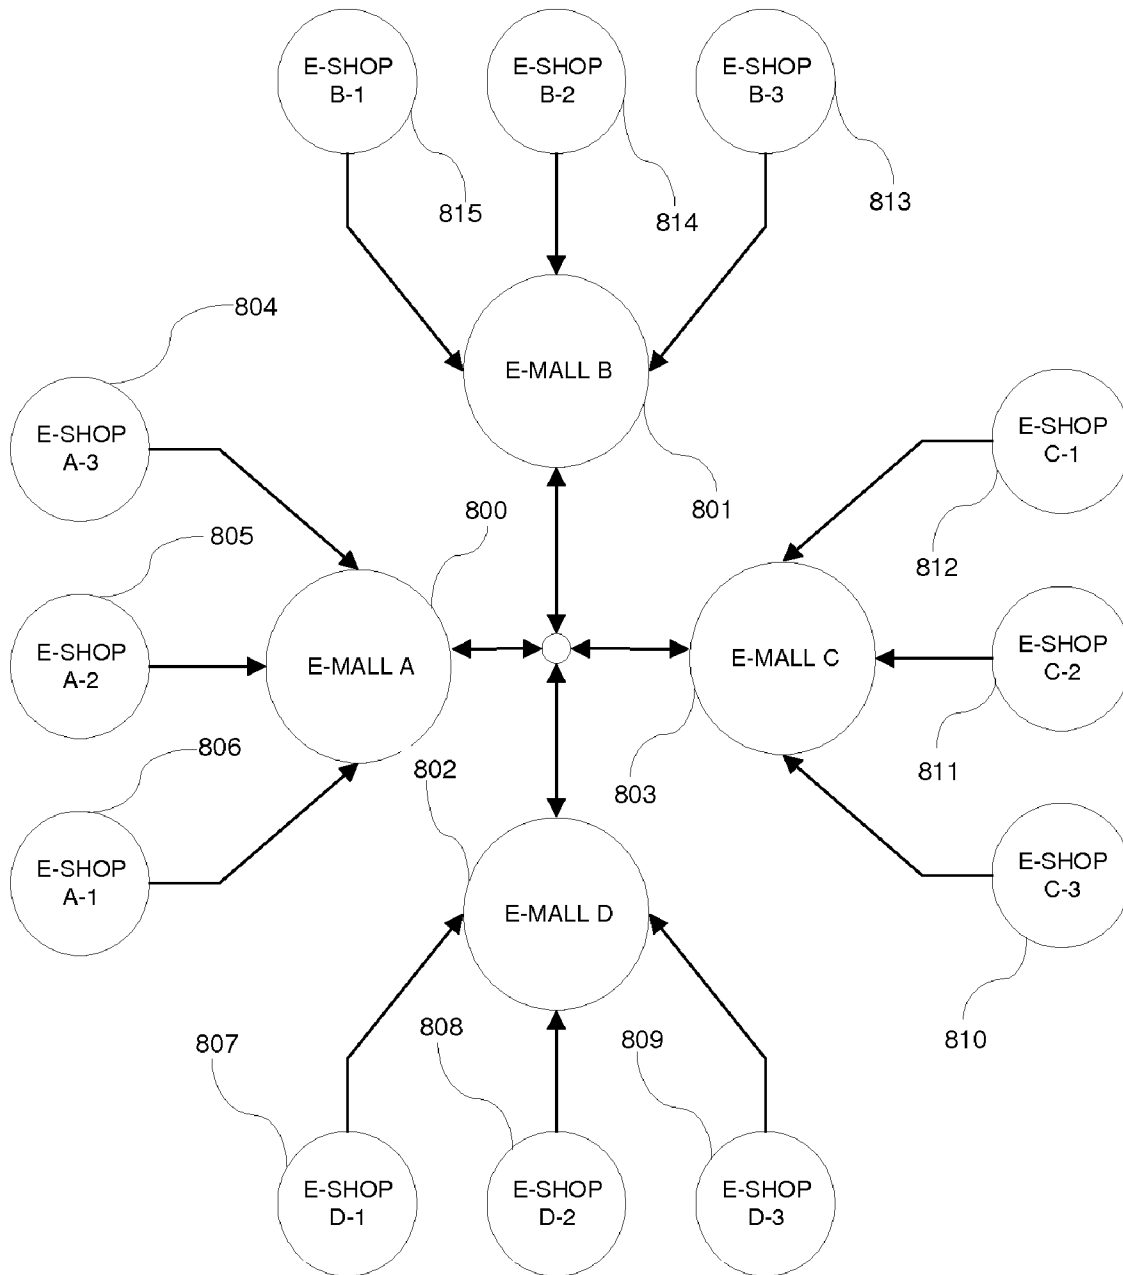 E-SHOP
B-1
E-SHOP
B-2
E-SHOP
B-3
815
814
813
804
E-MALL B
E-SHOP
A-3
E-SHOP
C-1
800
801
805
812
E-SHOP
A-2
E-MALL A
E-MALL C
E-SHOP
C-2
806
802
803
811
E-SHOP
A-1
E-SHOP
C-3
E-MALL D
807
808
809
810
E-SHOP
D-1
E-SHOP
D-2
E-SHOP
D-3